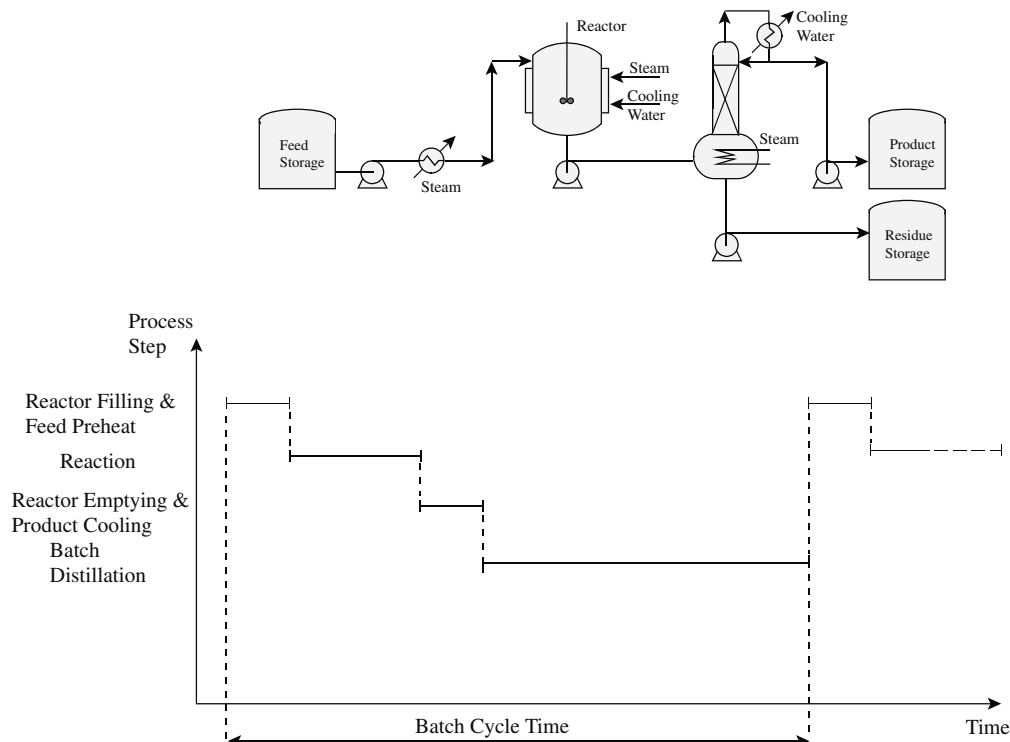 Cooling
Water
Reactor
Steam
Cooling
Water
Feed
Storage
Steam
Steam
Product
Storage
Residue
Storage
Process
Step
Reactor Filling &
Feed Preheat
Reaction
Reactor Emptying &
Product Cooling
Batch
Distillation
Batch Cycle Time
Time